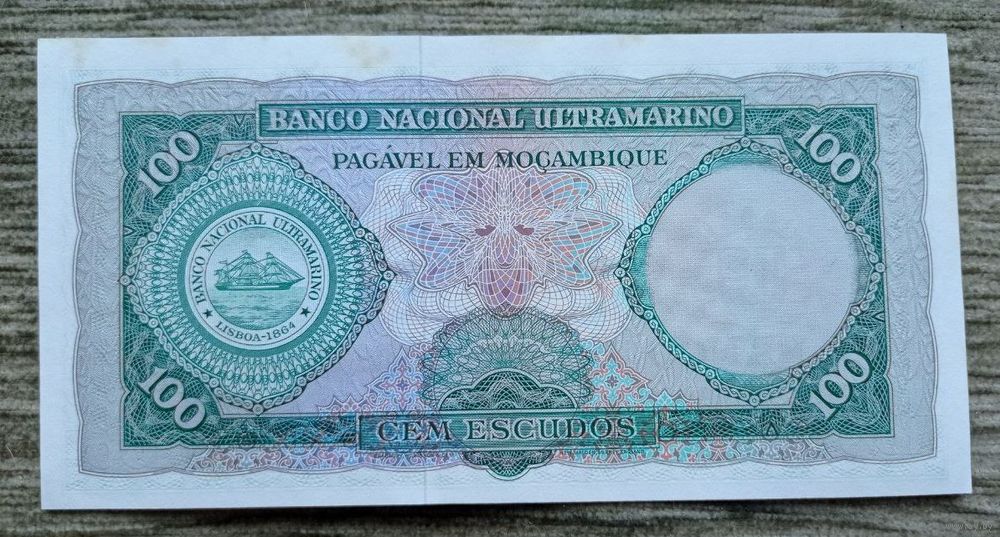 BANCO NACIONAL ULTRAMARINO
PAGÁVEL EM MOÇAMBIQUE
100
100
BANCO NACIONAL ULTRAMARINO
LISBOA-1864
100
100
CEM ESCUDOS